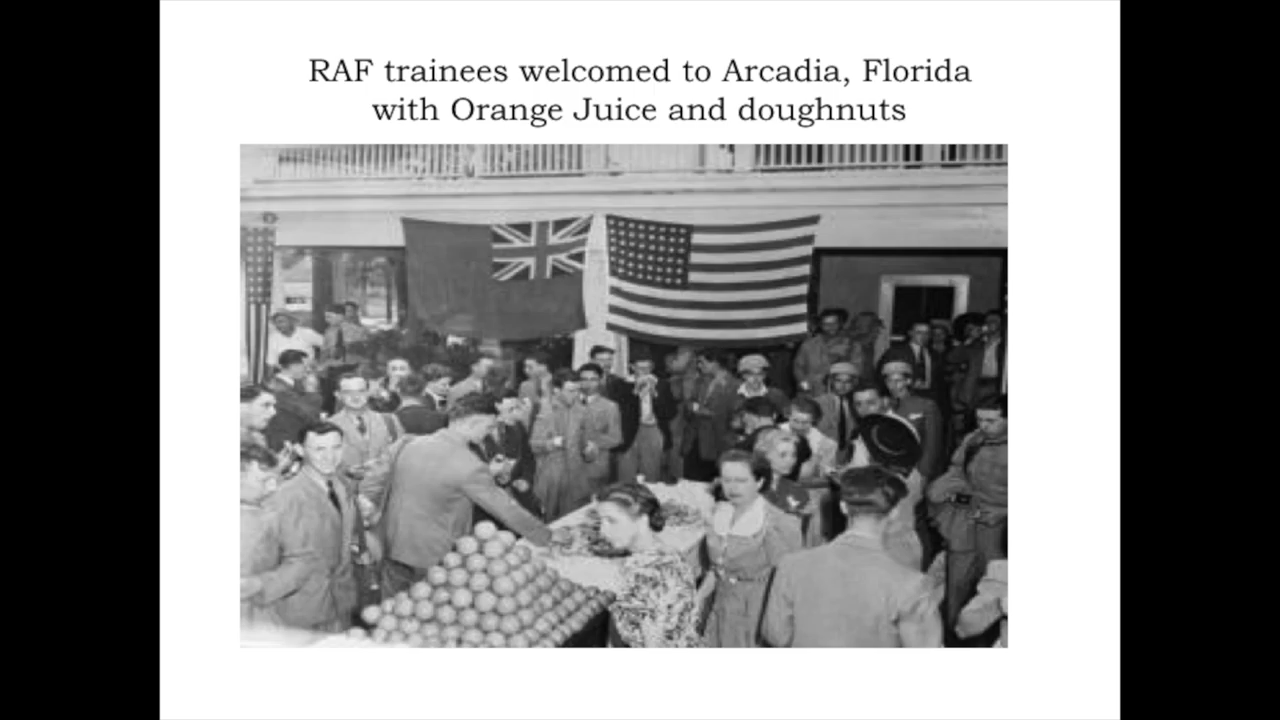 RAF trainees welcomed to Arcadia, Florida
with Orange Juice and doughnuts